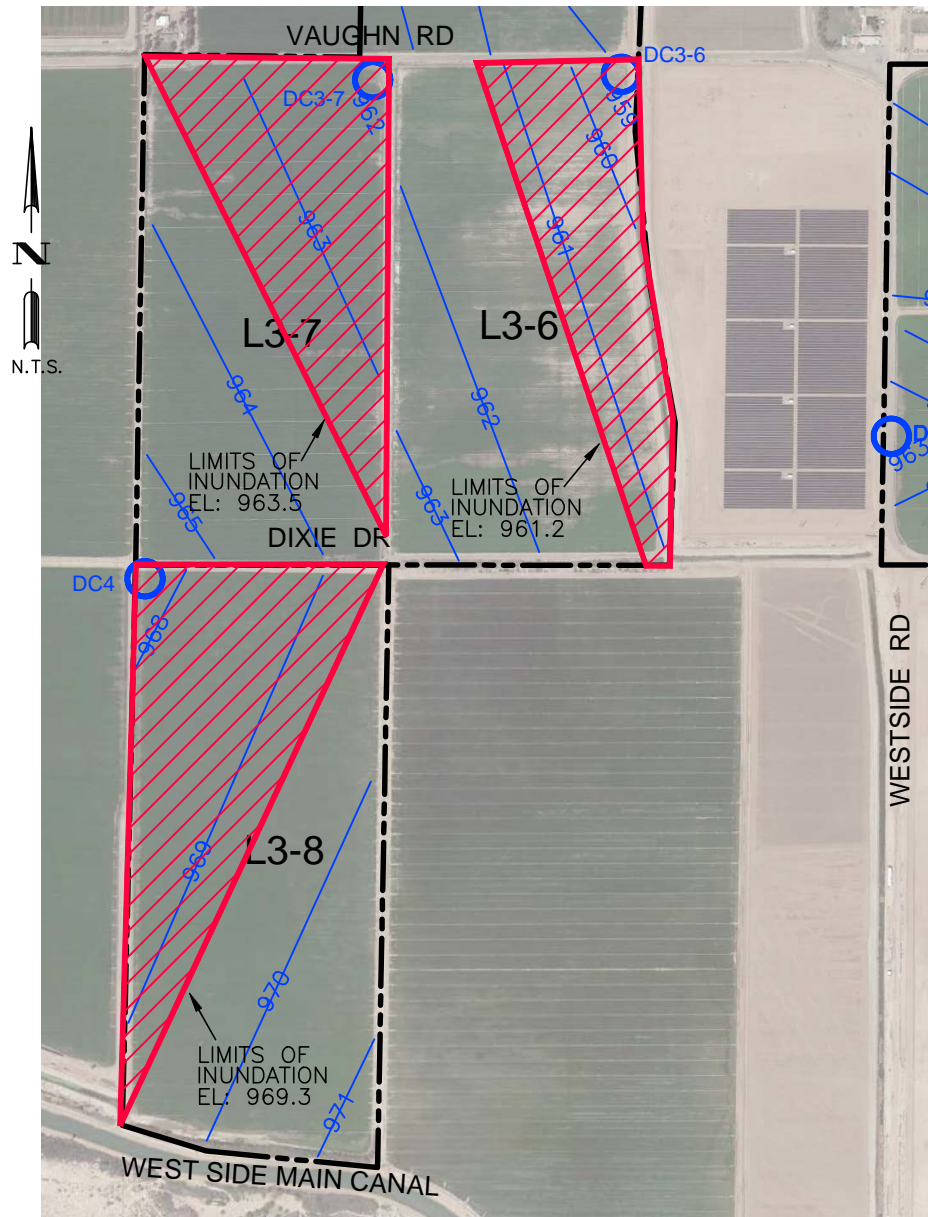 VAUGHN RD
DC3-6
DC3-7
962
959
960
963
961
N
N.T.S.
L3-7
L3-6
964
962
LIMITS OF
INUNDATION
EL: 963.5
LIMITS OF
INUNDATION
EL: 961.2
965
963
963
DIXIE DR
DC4
968
WESTSIDE RD
969
L3-8
970
LIMITS OF
INUNDATION
EL: 969.3
971
WEST SIDE MAIN CANAL